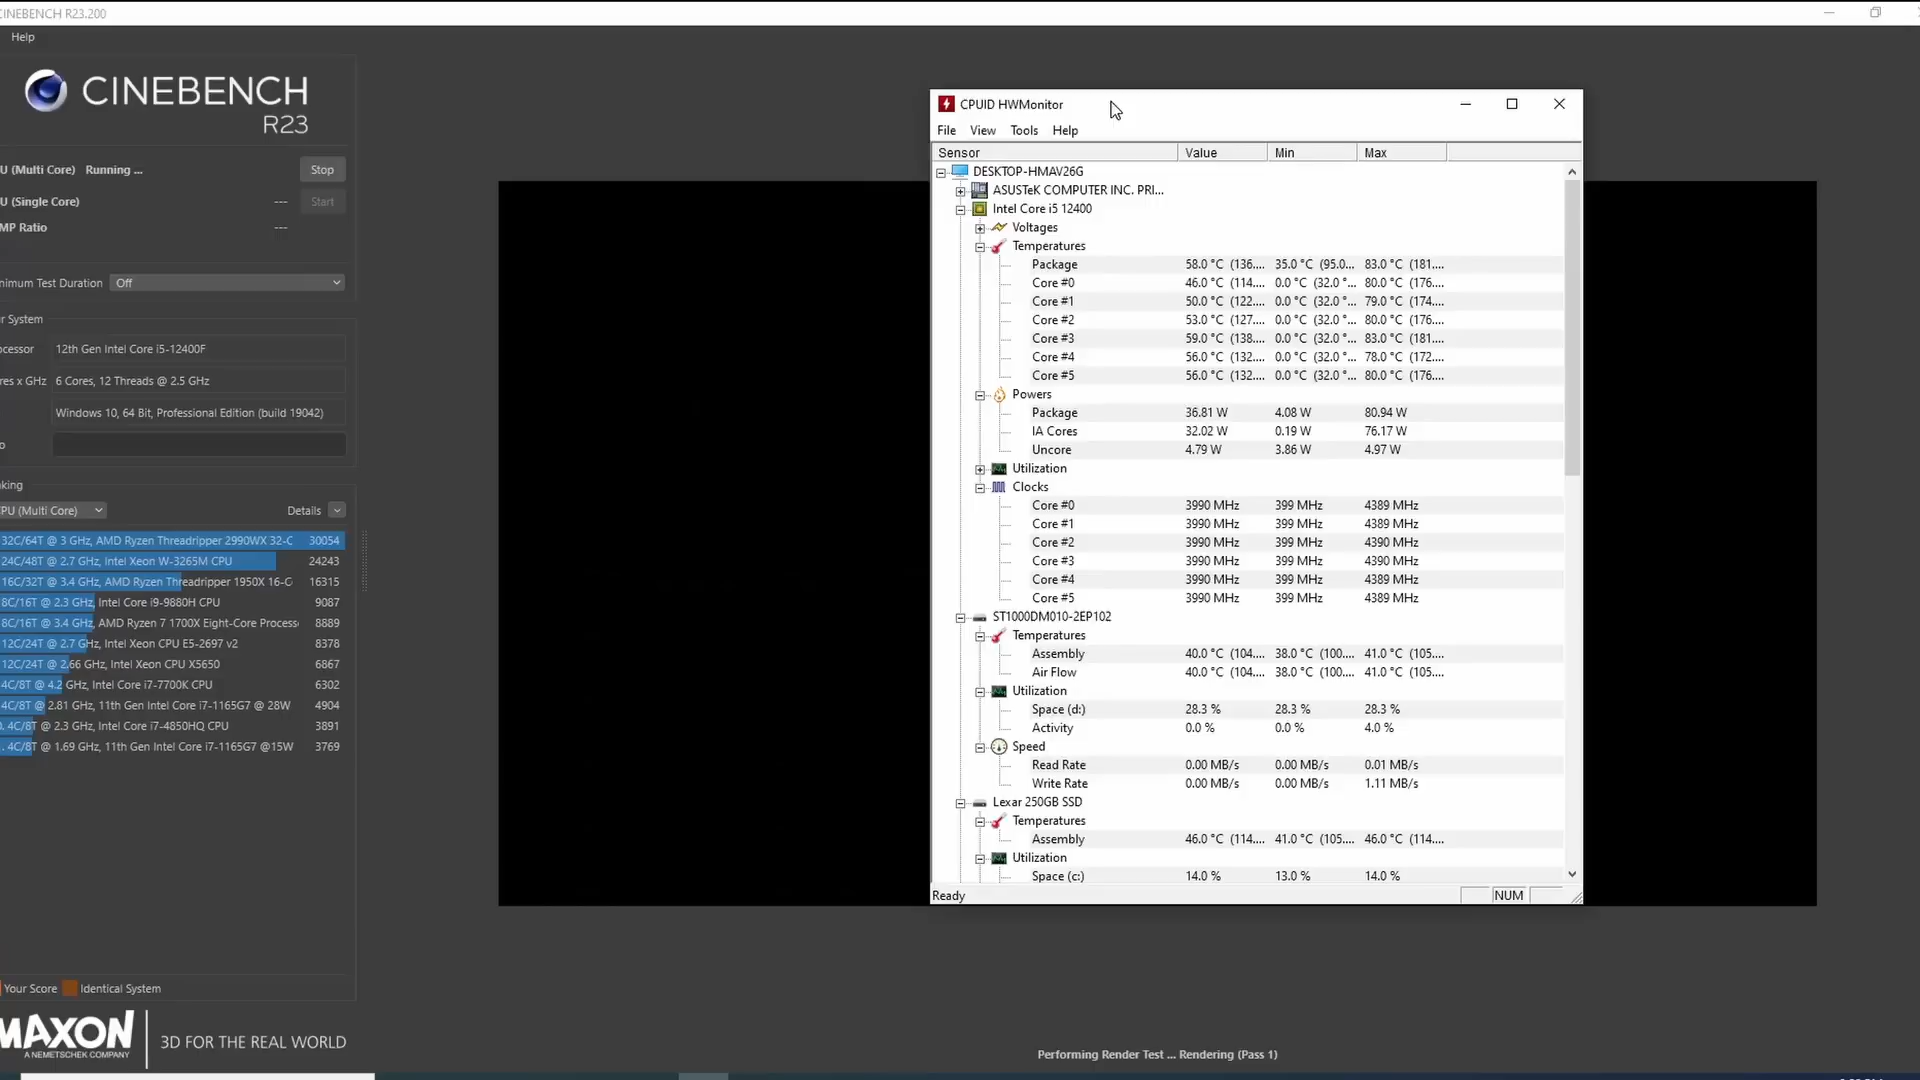 CINEBENCH R23.200
Help
CINEBENCH
R23
U (Multi Core) Running ... Stop
U (Single Core) --- Start
MP Ratio ---
nimum Test Duration Off
r System
ocessor 12th Gen Intel Core i5-12400F
res x GHz 6 Cores, 12 Threads @ 2.5 GHz
Windows 10, 64 Bit, Professional Edition (build 19042)
o
nking
PU (Multi Core) Details
32C/64T @ 3 GHz, AMD Ryzen Threadripper 2990WX 32-C 30054
24C/48T @ 2.7 GHz, Intel Xeon W-3265M CPU 24243
16C/32T @ 3.4 GHz, AMD Ryzen Threadripper 1950X 16-C 16315
8C/16T @ 2.3 GHz, Intel Core i9-9880H CPU 9087
8C/16T @ 3.4 GHz, AMD Ryzen 7 1700X Eight-Core Process 8889
12C/24T @ 2.7 GHz, Intel Xeon CPU E5-2697 v2 8378
12C/24T @ 2.66 GHz, Intel Xeon CPU X5650 6867
4C/8T @ 4.2 GHz, Intel Core i7-7700K CPU 6302
4C/8T @ 2.81 GHz, 11th Gen Intel Core i7-1165G7 @ 28W 4904
. 4C/8T @ 2.3 GHz, Intel Core i7-4850HQ CPU 3891
. 4C/8T @ 1.69 GHz, 11th Gen Intel Core i7-1165G7 @15W 3769
Your Score Identical System
MAXON
A NEMETSCHEK COMPANY
3D FOR THE REAL WORLD
CPUID HWMonitor
File View Tools Help
Sensor Value Min Max
DESKTOP-HMAV26G
ASUSTeK COMPUTER INC. PRI...
Intel Core i5 12400
Voltages
Temperatures
Package 58.0 °C (136.... 35.0 °C (95.0... 83.0 °C (181....
Core #0 46.0 °C (114.... 0.0 °C (32.0 °... 80.0 °C (176....
Core #1 50.0 °C (122.... 0.0 °C (32.0 °... 79.0 °C (174....
Core #2 53.0 °C (127.... 0.0 °C (32.0 °... 80.0 °C (176....
Core #3 59.0 °C (138.... 0.0 °C (32.0 °... 83.0 °C (181....
Core #4 56.0 °C (132.... 0.0 °C (32.0 °... 78.0 °C (172....
Core #5 56.0 °C (132.... 0.0 °C (32.0 °... 80.0 °C (176....
Powers
Package 36.81 W 4.08 W 80.94 W
IA Cores 32.02 W 0.19 W 76.17 W
Uncore 4.79 W 3.86 W 4.97 W
Utilization
Clocks
Core #0 3990 MHz 399 MHz 4389 MHz
Core #1 3990 MHz 399 MHz 4389 MHz
Core #2 3990 MHz 399 MHz 4390 MHz
Core #3 3990 MHz 399 MHz 4390 MHz
Core #4 3990 MHz 399 MHz 4389 MHz
Core #5 3990 MHz 399 MHz 4389 MHz
ST1000DM010-2EP102
Temperatures
Assembly 40.0 °C (104.... 38.0 °C (100.... 41.0 °C (105....
Air Flow 40.0 °C (104.... 38.0 °C (100.... 41.0 °C (105....
Utilization
Space (d:) 28.3 % 28.3 % 28.3 %
Activity 0.0 % 0.0 % 4.0 %
Speed
Read Rate 0.00 MB/s 0.00 MB/s 0.01 MB/s
Write Rate 0.00 MB/s 0.00 MB/s 1.11 MB/s
Lexar 250GB SSD
Temperatures
Assembly 46.0 °C (114.... 41.0 °C (105.... 46.0 °C (114....
Utilization
Space (c:) 14.0 % 13.0 % 14.0 %
Ready NUM
Performing Render Test ... Rendering (Pass 1)